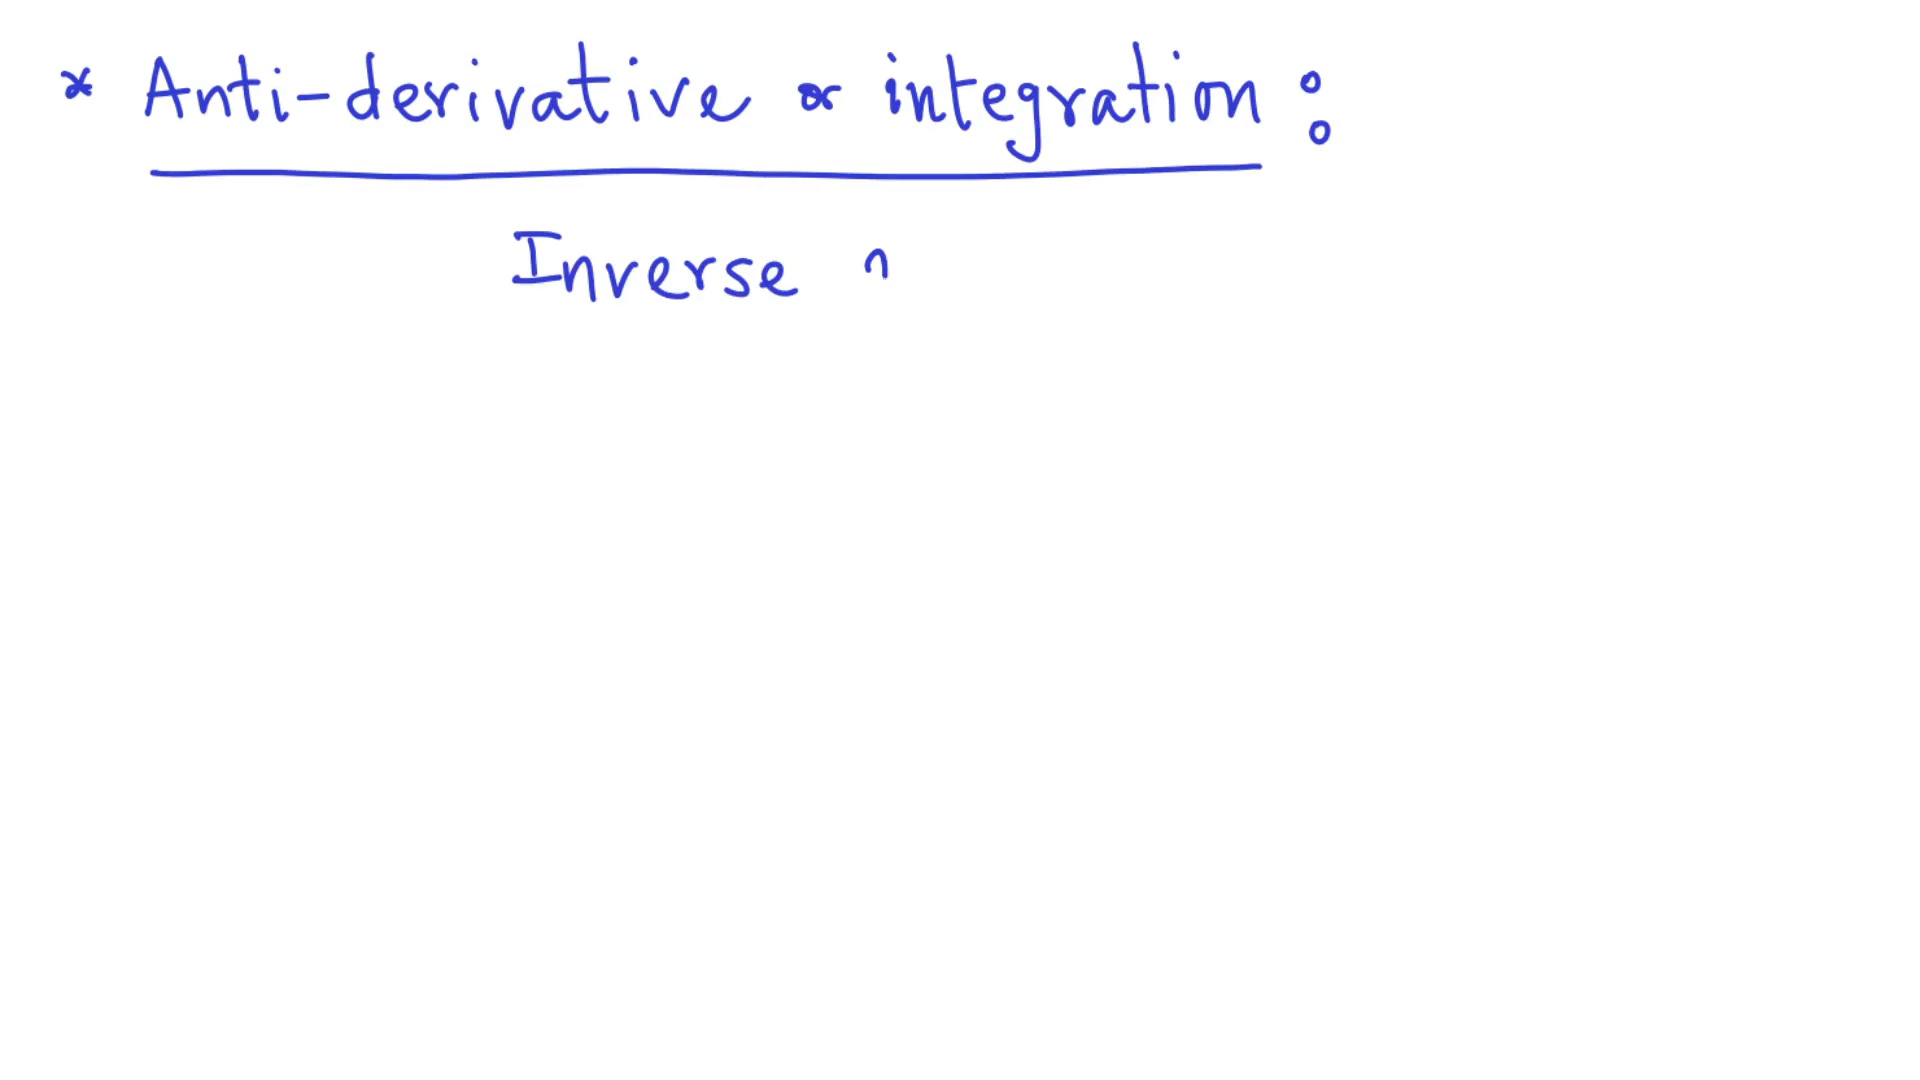 * Anti-derivative or integration :
Inverse